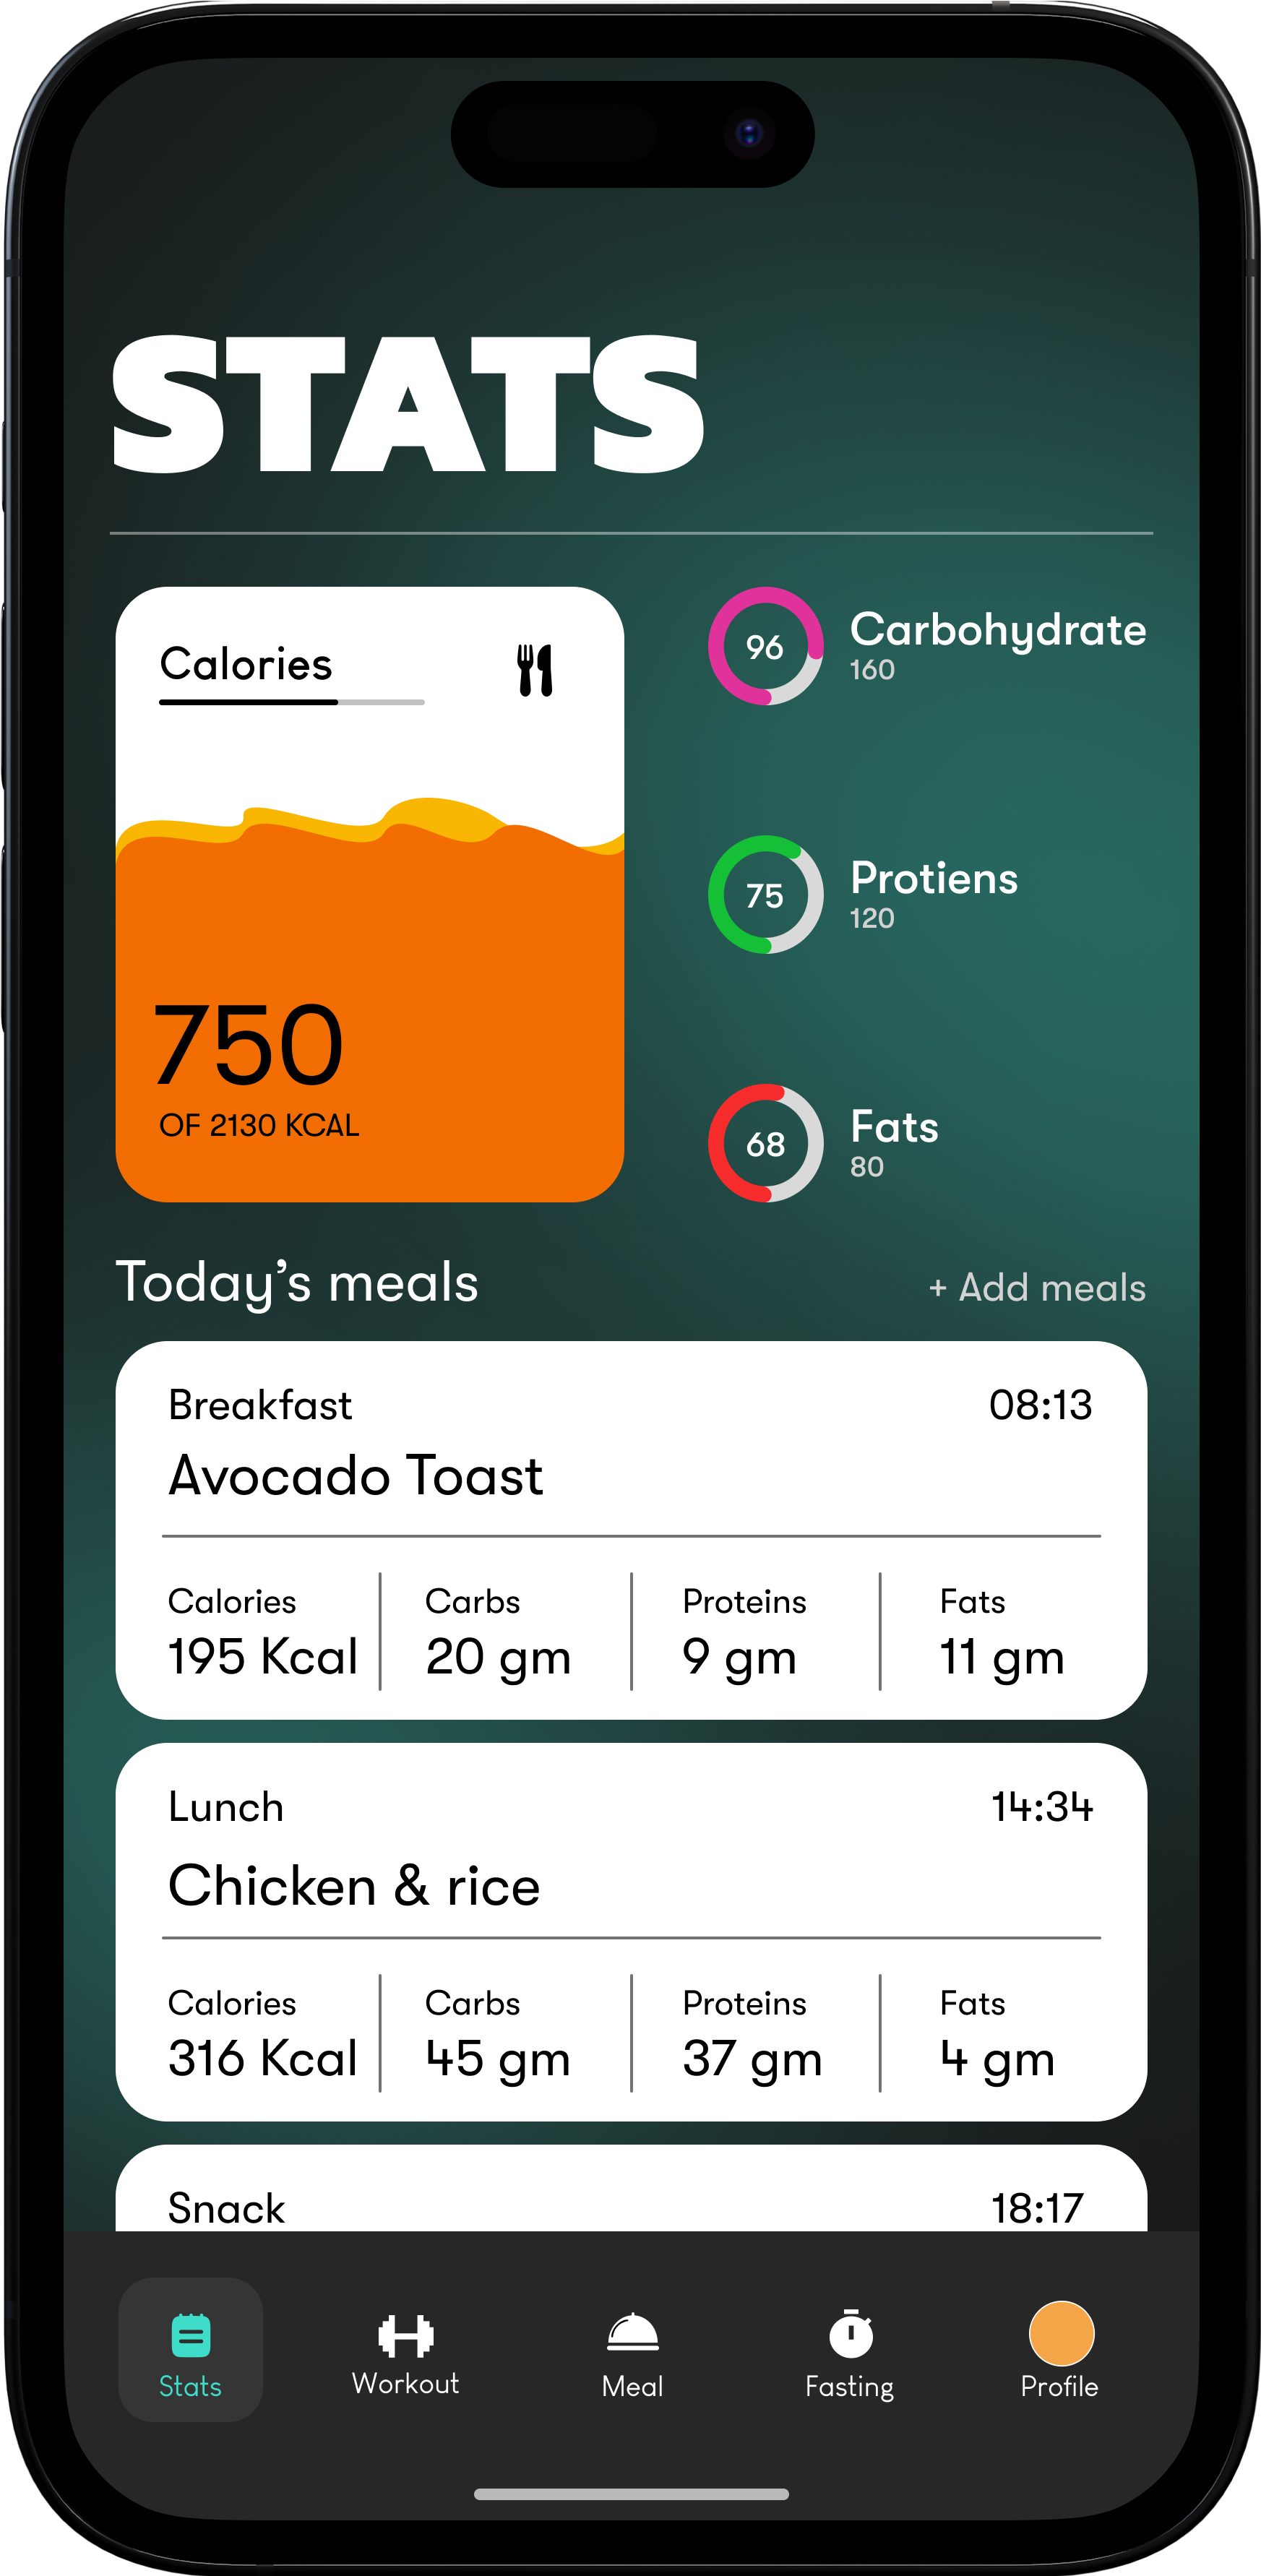 STATS
Calories
750
OF 2130 KCAL
96
Carbohydrate
160
75
Protiens
120
68
Fats
80
Today’s meals
+ Add meals
Breakfast
08:13
Avocado Toast
Calories
Carbs
Proteins
Fats
195 Kcal
20 gm
9 gm
11 gm
Lunch
14:34
Chicken & rice
Calories
Carbs
Proteins
Fats
316 Kcal
45 gm
37 gm
4 gm
Snack
18:17
Stats
Workout
Meal
Fasting
Profile